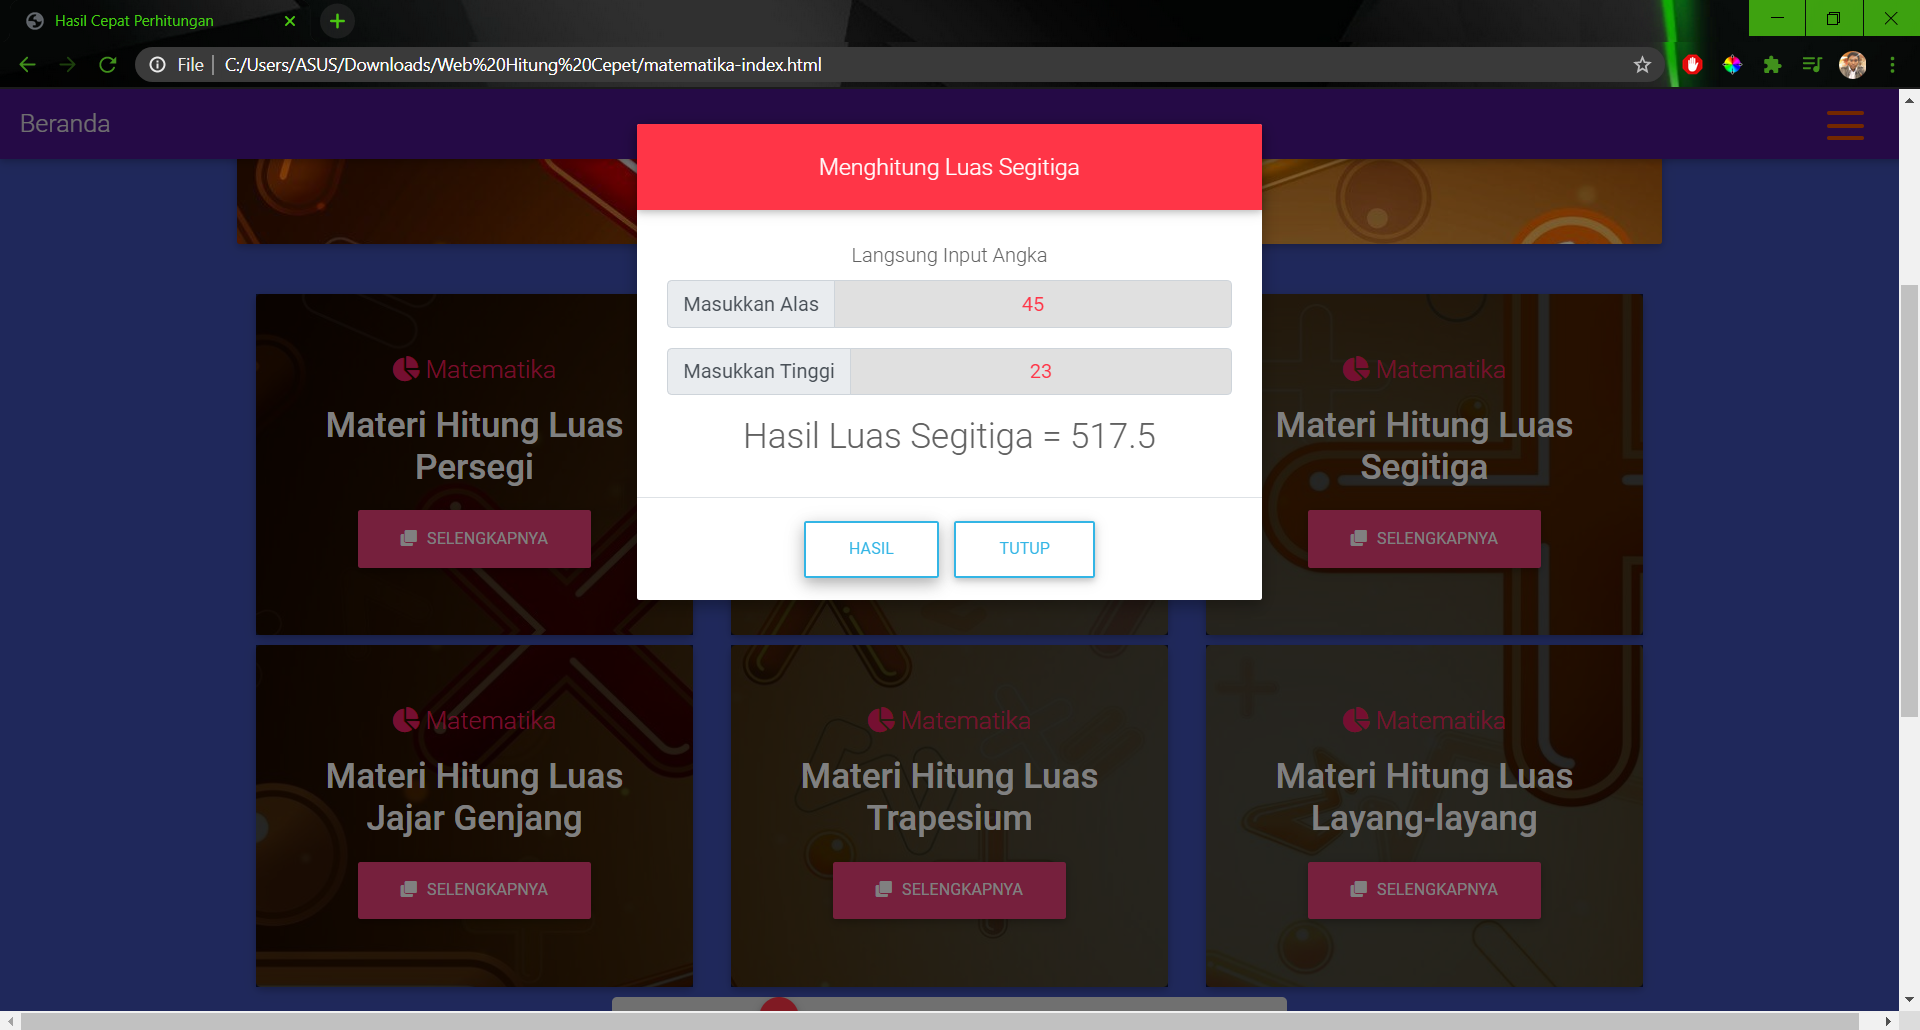 Hasil Cepat Perhitungan
File
C:/Users/ASUS/Downloads/Web%20Hitung%20Cepet/matematika-index.html
Beranda
Menghitung Luas Segitiga
Langsung Input Angka
Masukkan Alas 45
Masukkan Tinggi 23
Hasil Luas Segitiga = 517.5
HASIL
TUTUP
Matematika
Materi Hitung Luas
Persegi
SELENGKAPNYA
Matematika
Materi Hitung Luas
Segitiga
SELENGKAPNYA
Matematika
Materi Hitung Luas
Jajar Genjang
SELENGKAPNYA
Matematika
Materi Hitung Luas
Trapesium
SELENGKAPNYA
Matematika
Materi Hitung Luas
Layang-layang
SELENGKAPNYA